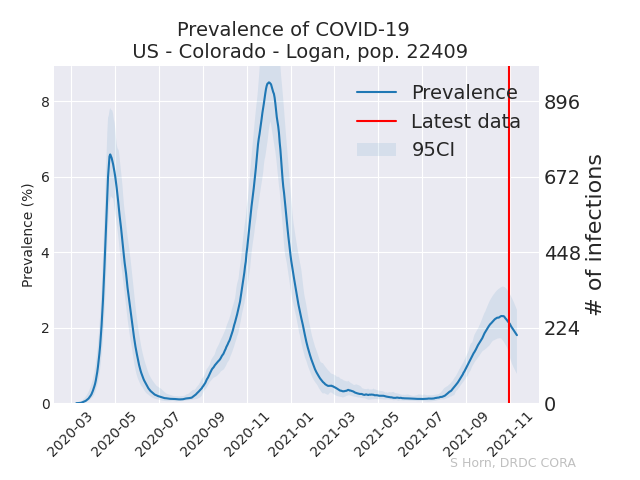 Prevalence of COVID-19
US - Colorado - Logan, pop. 22409
Prevalence
Latest data
95CI
Prevalence (%)
8
6
4
2
0
896
672
448
224
0
# of infections
2020-03
2020-05
2020-07
2020-09
2020-11
2021-01
2021-03
2021-05
2021-07
2021-09
2021-11
S Horn, DRDC CORA